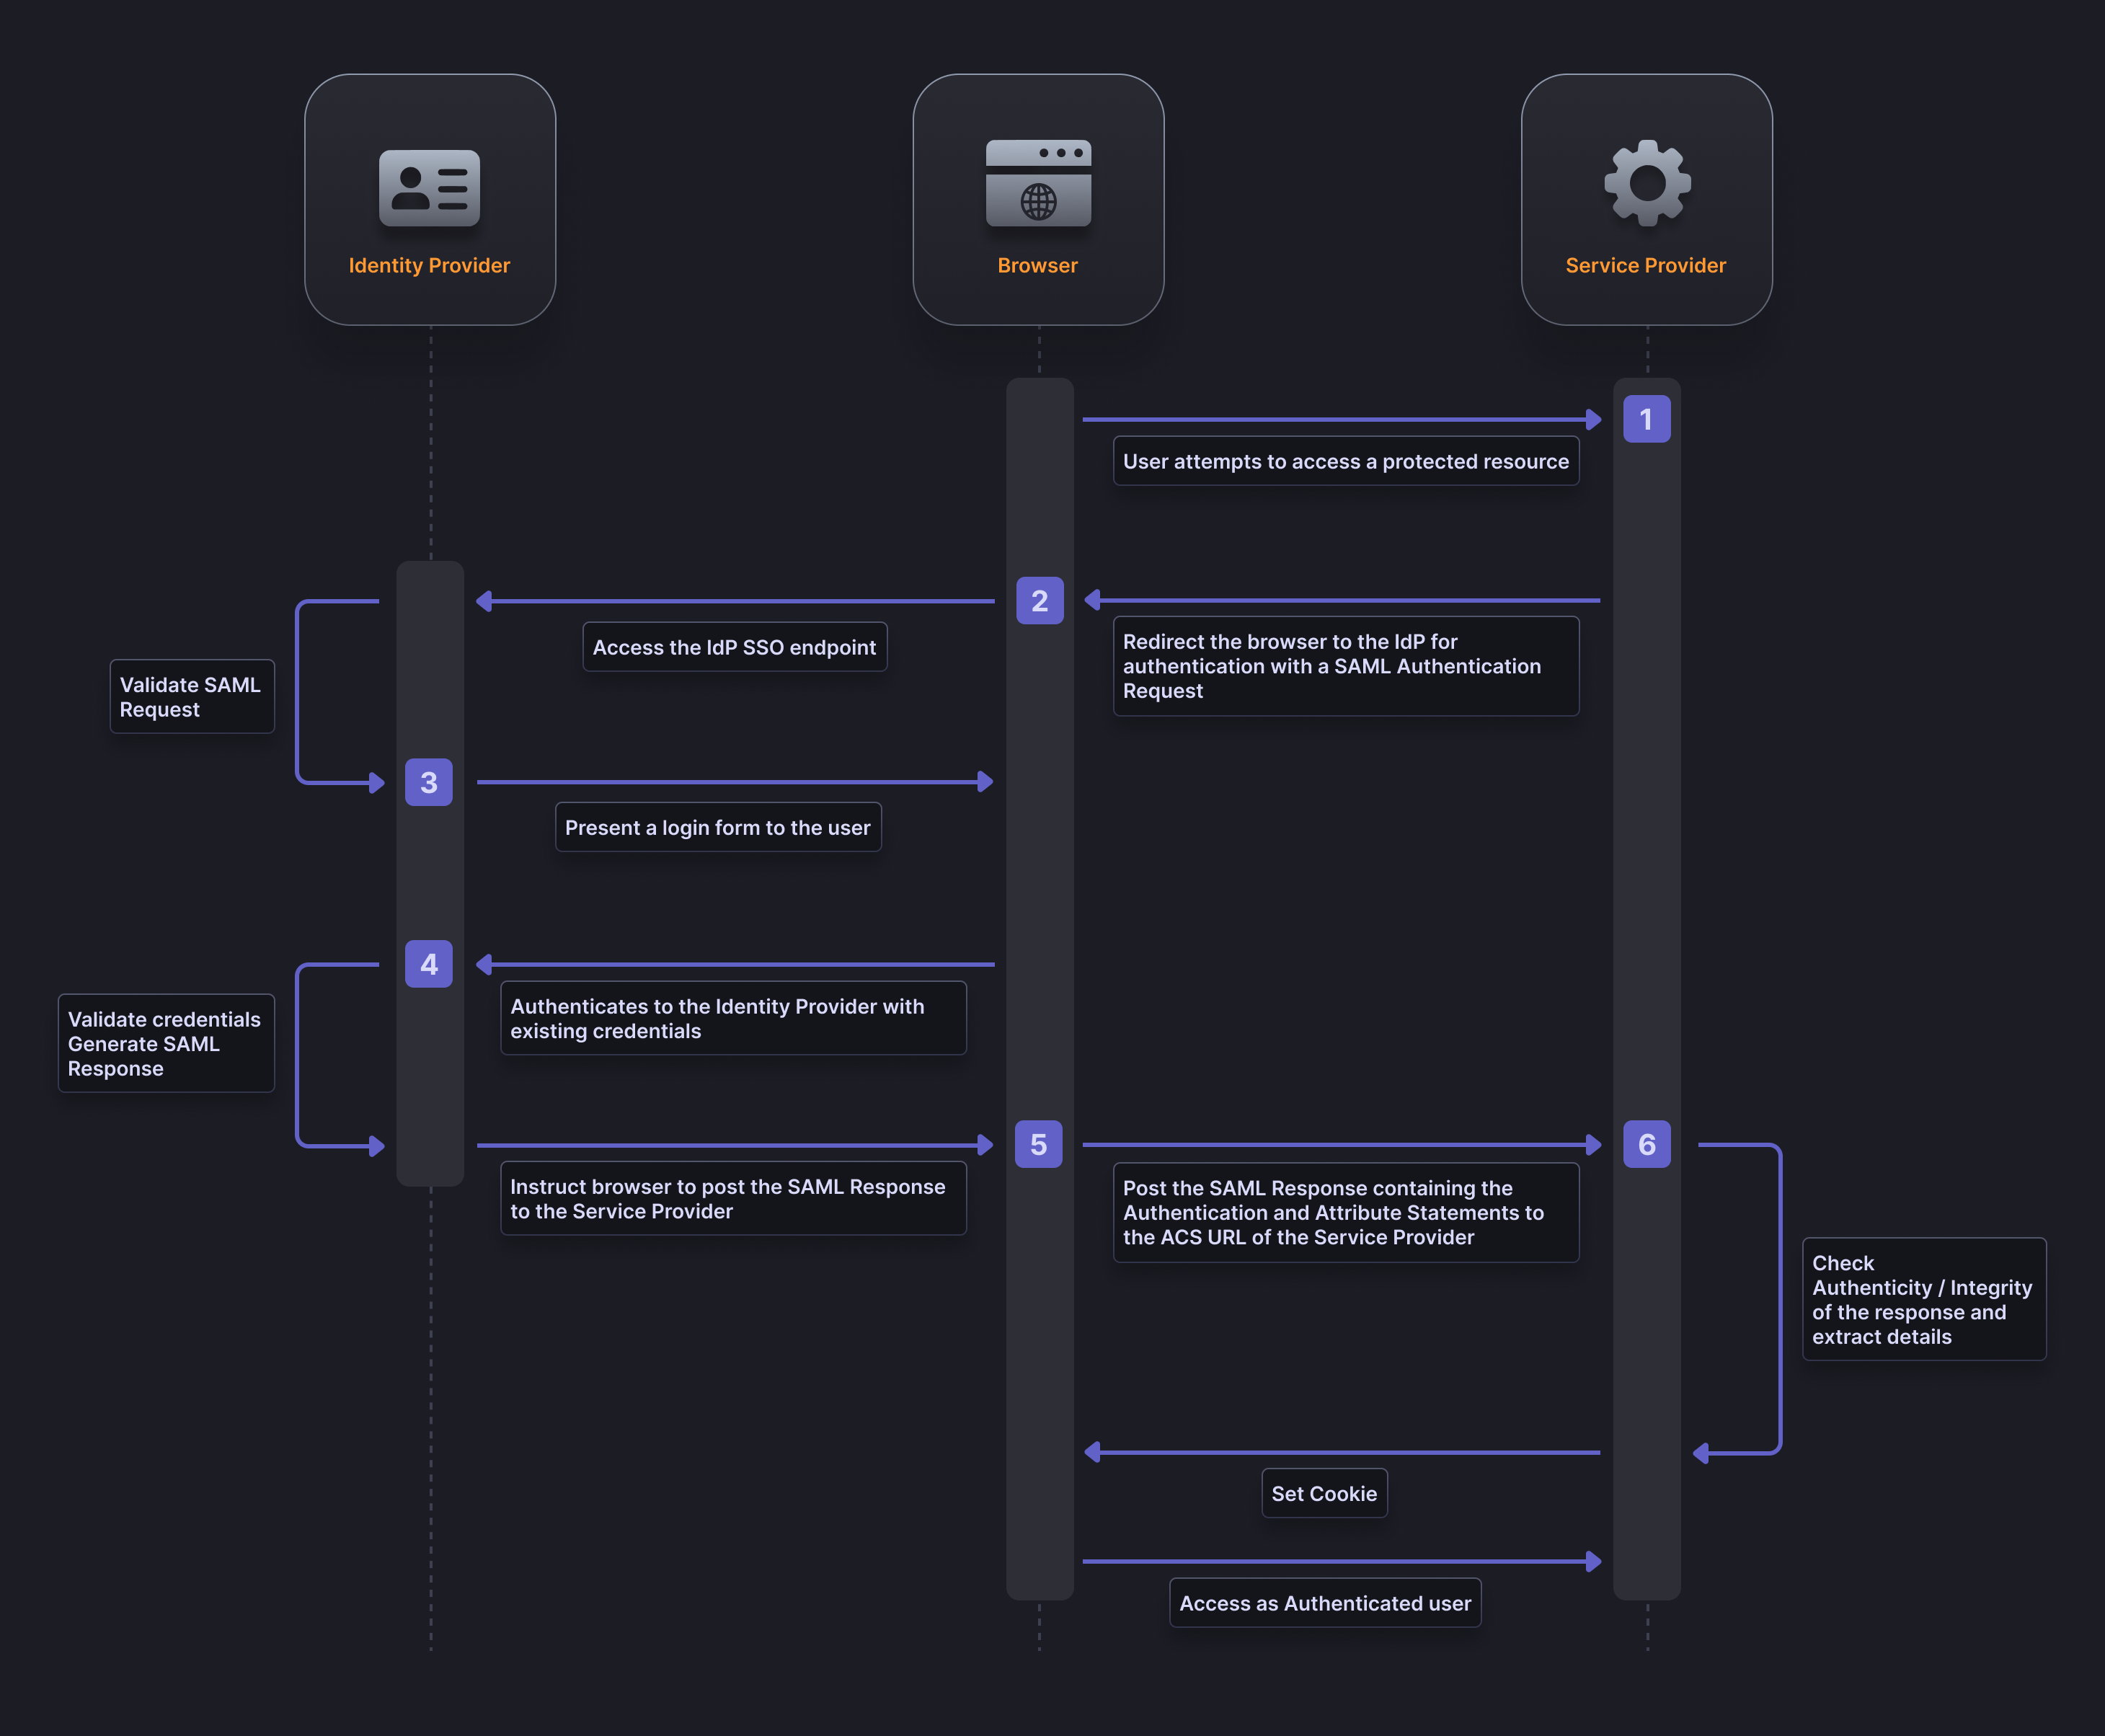 Identity Provider
Browser
Service Provider
1
User attempts to access a protected resource
2
Access the IdP SSO endpoint
Redirect the browser to the IdP for
authentication with a SAML Authentication
Request
Validate SAML
Request
3
Present a login form to the user
4
Authenticates to the Identity Provider with
existing credentials
Validate credentials
Generate SAML
Response
5
6
Instruct browser to post the SAML Response
to the Service Provider
Post the SAML Response containing the
Authentication and Attribute Statements to
the ACS URL of the Service Provider
Check
Authenticity / Integrity
of the response and
extract details
Set Cookie
Access as Authenticated user